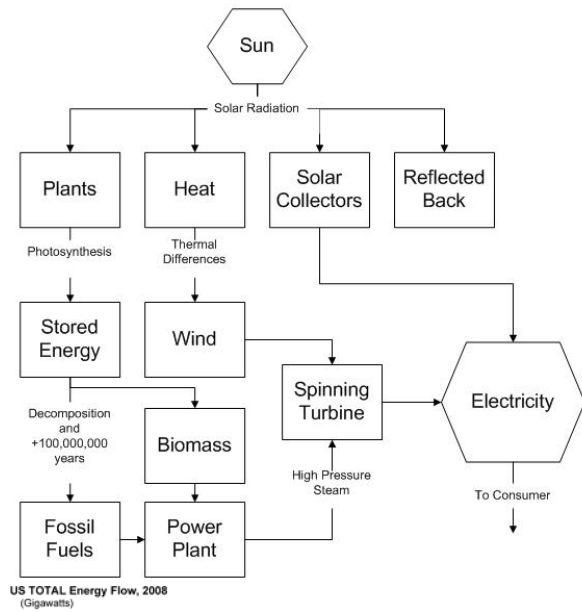 Sun
Solar Radiation
Plants
Heat
Solar
Collectors
Reflected
Back
Photosynthesis
Thermal
Differences
Stored
Energy
Wind
Spinning
Turbine
Electricity
Decomposition
and
+100,000,000
years
Biomass
High Pressure
Steam
To Consumer
Fossil
Fuels
Power
Plant
US TOTAL Energy Flow, 2008
(Gigawatts)